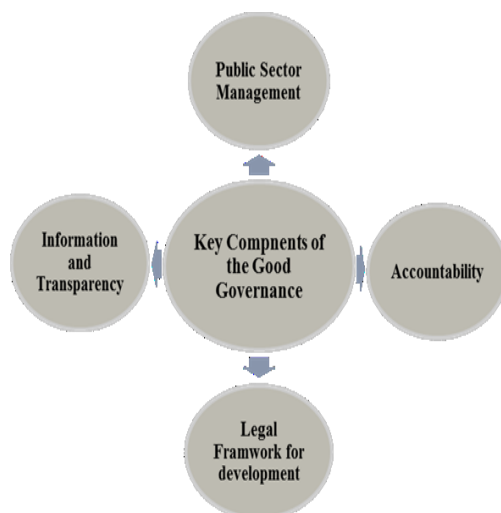 Public Sector
Management
Information
and
Transparency
Key Compnents of
the Good
Governance
Accountability
Legal
Framwork for
development